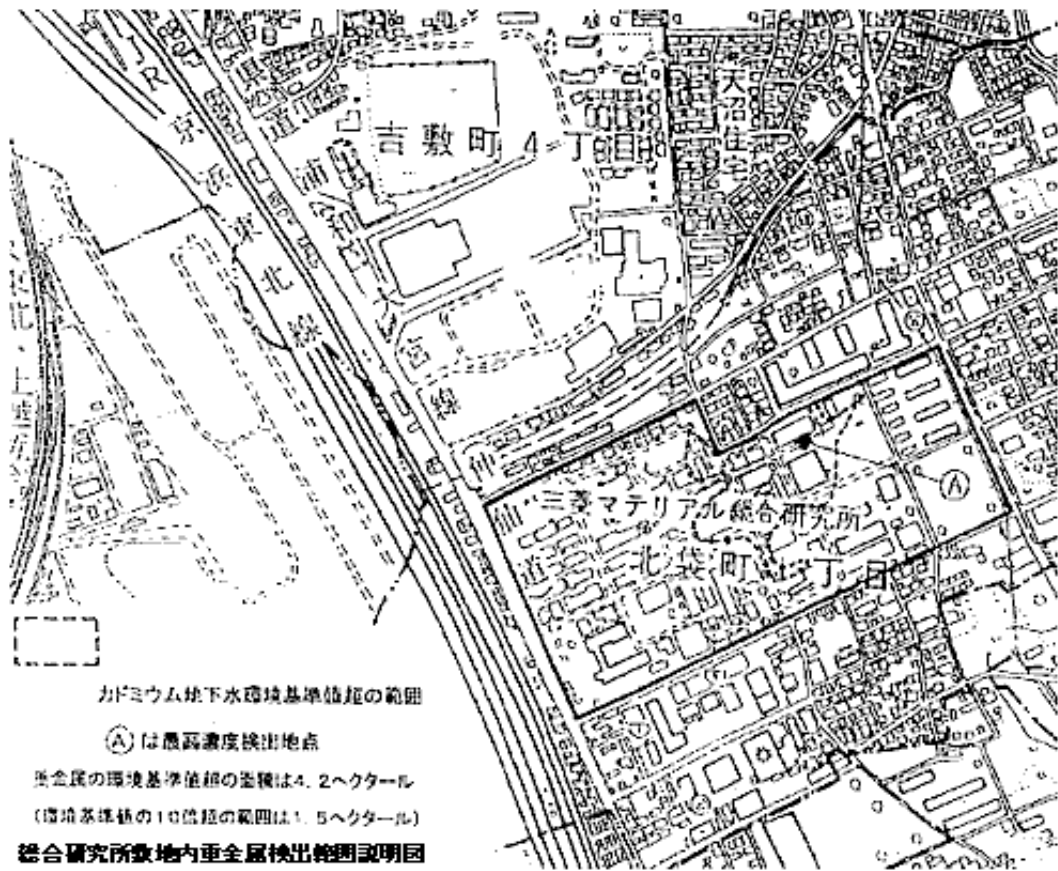 JR京浜東北線
県道浦和
吉敷町4丁目
天沼住宅
三菱マテリアル総合研究所
北袋町1丁目
A
カドミウム地下水環境基準値超の範囲
Aは最高濃度検出地点
重金属の環境基準値超の面積は4.2ヘクタール
(環境基準値の10倍超の範囲は1.5ヘクタール)
総合研究所敷地内重金属検出範囲説明図